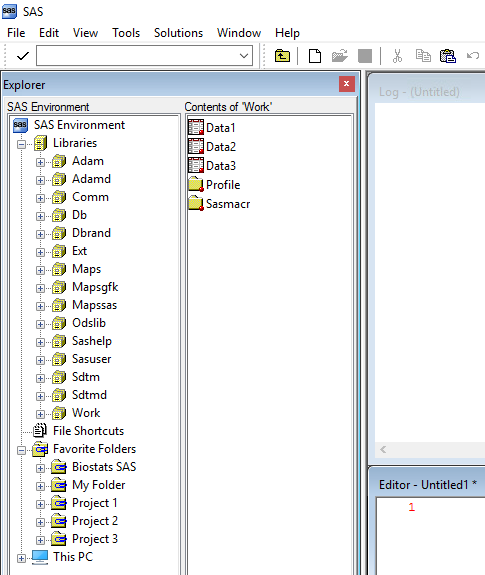 sas SAS
File Edit View Tools Solutions Window Help
Explorer x
SAS Environment
sas SAS Environment
Libraries
Adam
Adamd
Comm
Db
Dbrand
Ext
Maps
Mapsgfk
Mapssas
Odslib
Sashelp
Sasuser
Sdtm
Sdtmd
Work
File Shortcuts
Favorite Folders
Biostats SAS
My Folder
Project 1
Project 2
Project 3
This PC
Contents of 'Work'
Data1
Data2
Data3
Profile
Sasmacr
Log - (Untitled)
Editor - Untitled1 *
1